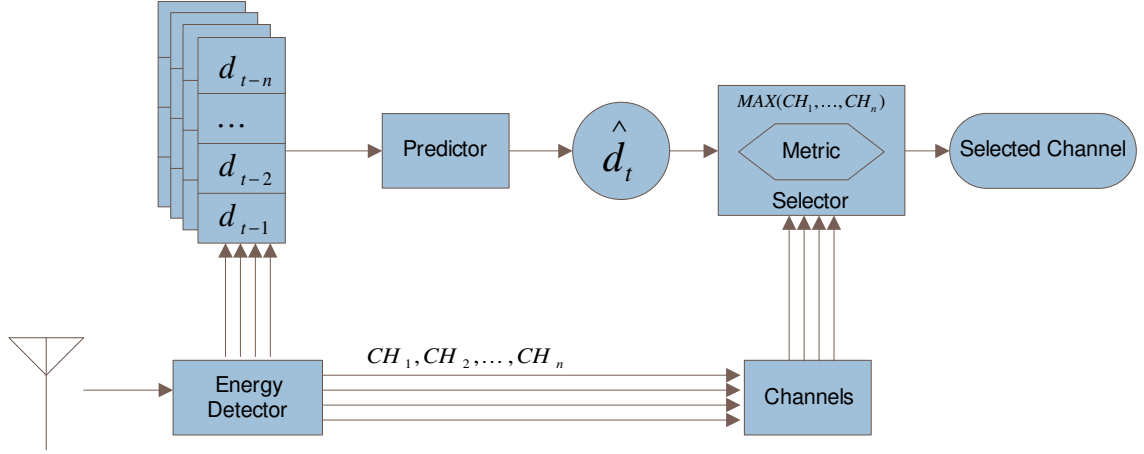 d_{t-n}
...
d_{t-2}
d_{t-1}
Predictor
\hat{d}_t
MAX(CH_1,...,CH_n)
Metric
Selector
Selected Channel
CH_1, CH_2, ..., CH_n
Energy
Detector
Channels